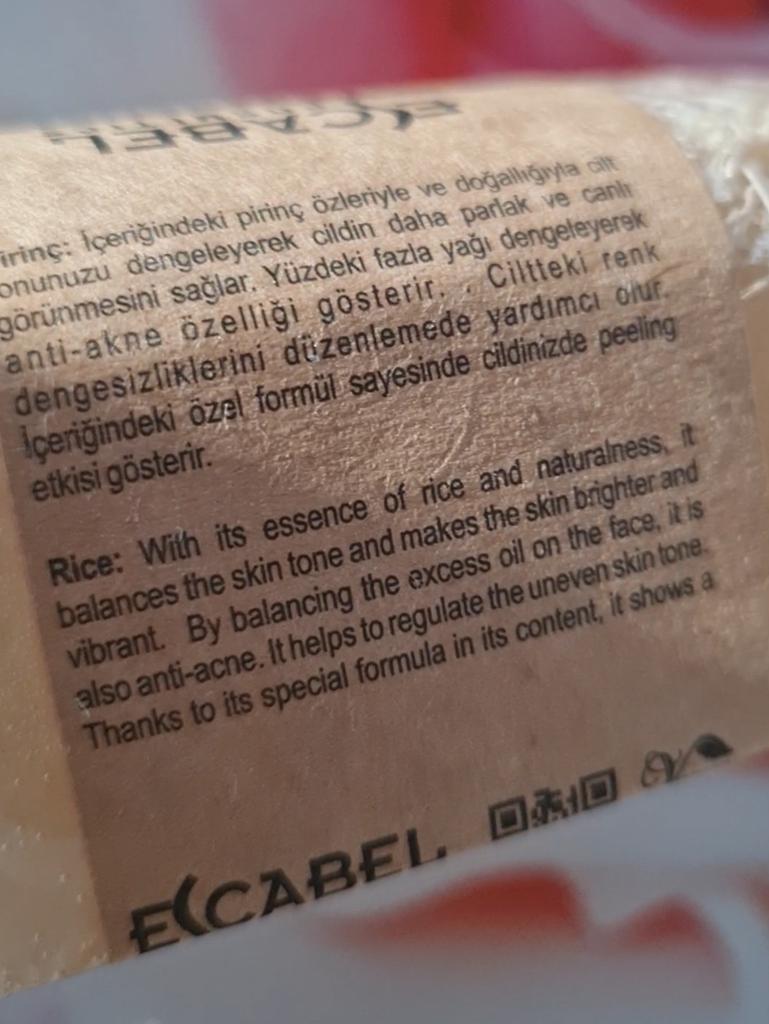 ECABEL
irinç: İçeriğindeki pirinç özleriyle ve doğallığıyla cilt
onunuzu dengeleyerek cildin daha parlak ve canlı
görünmesini sağlar. Yüzdeki fazla yağı dengeleyerek
anti-akne özelliği gösterir. . Ciltteki renk
dengesizliklerini düzenlemede yardımcı olur.
İçeriğindeki özel formül sayesinde cildinizde peeling
etkisi gösterir.
Rice: With its essence of rice and naturalness, it
balances the skin tone and makes the skin brighter and
vibrant. By balancing the excess oil on the face, it is
also anti-acne. It helps to regulate the uneven skin tone.
Thanks to its special formula in its content, it shows a
ECABEL